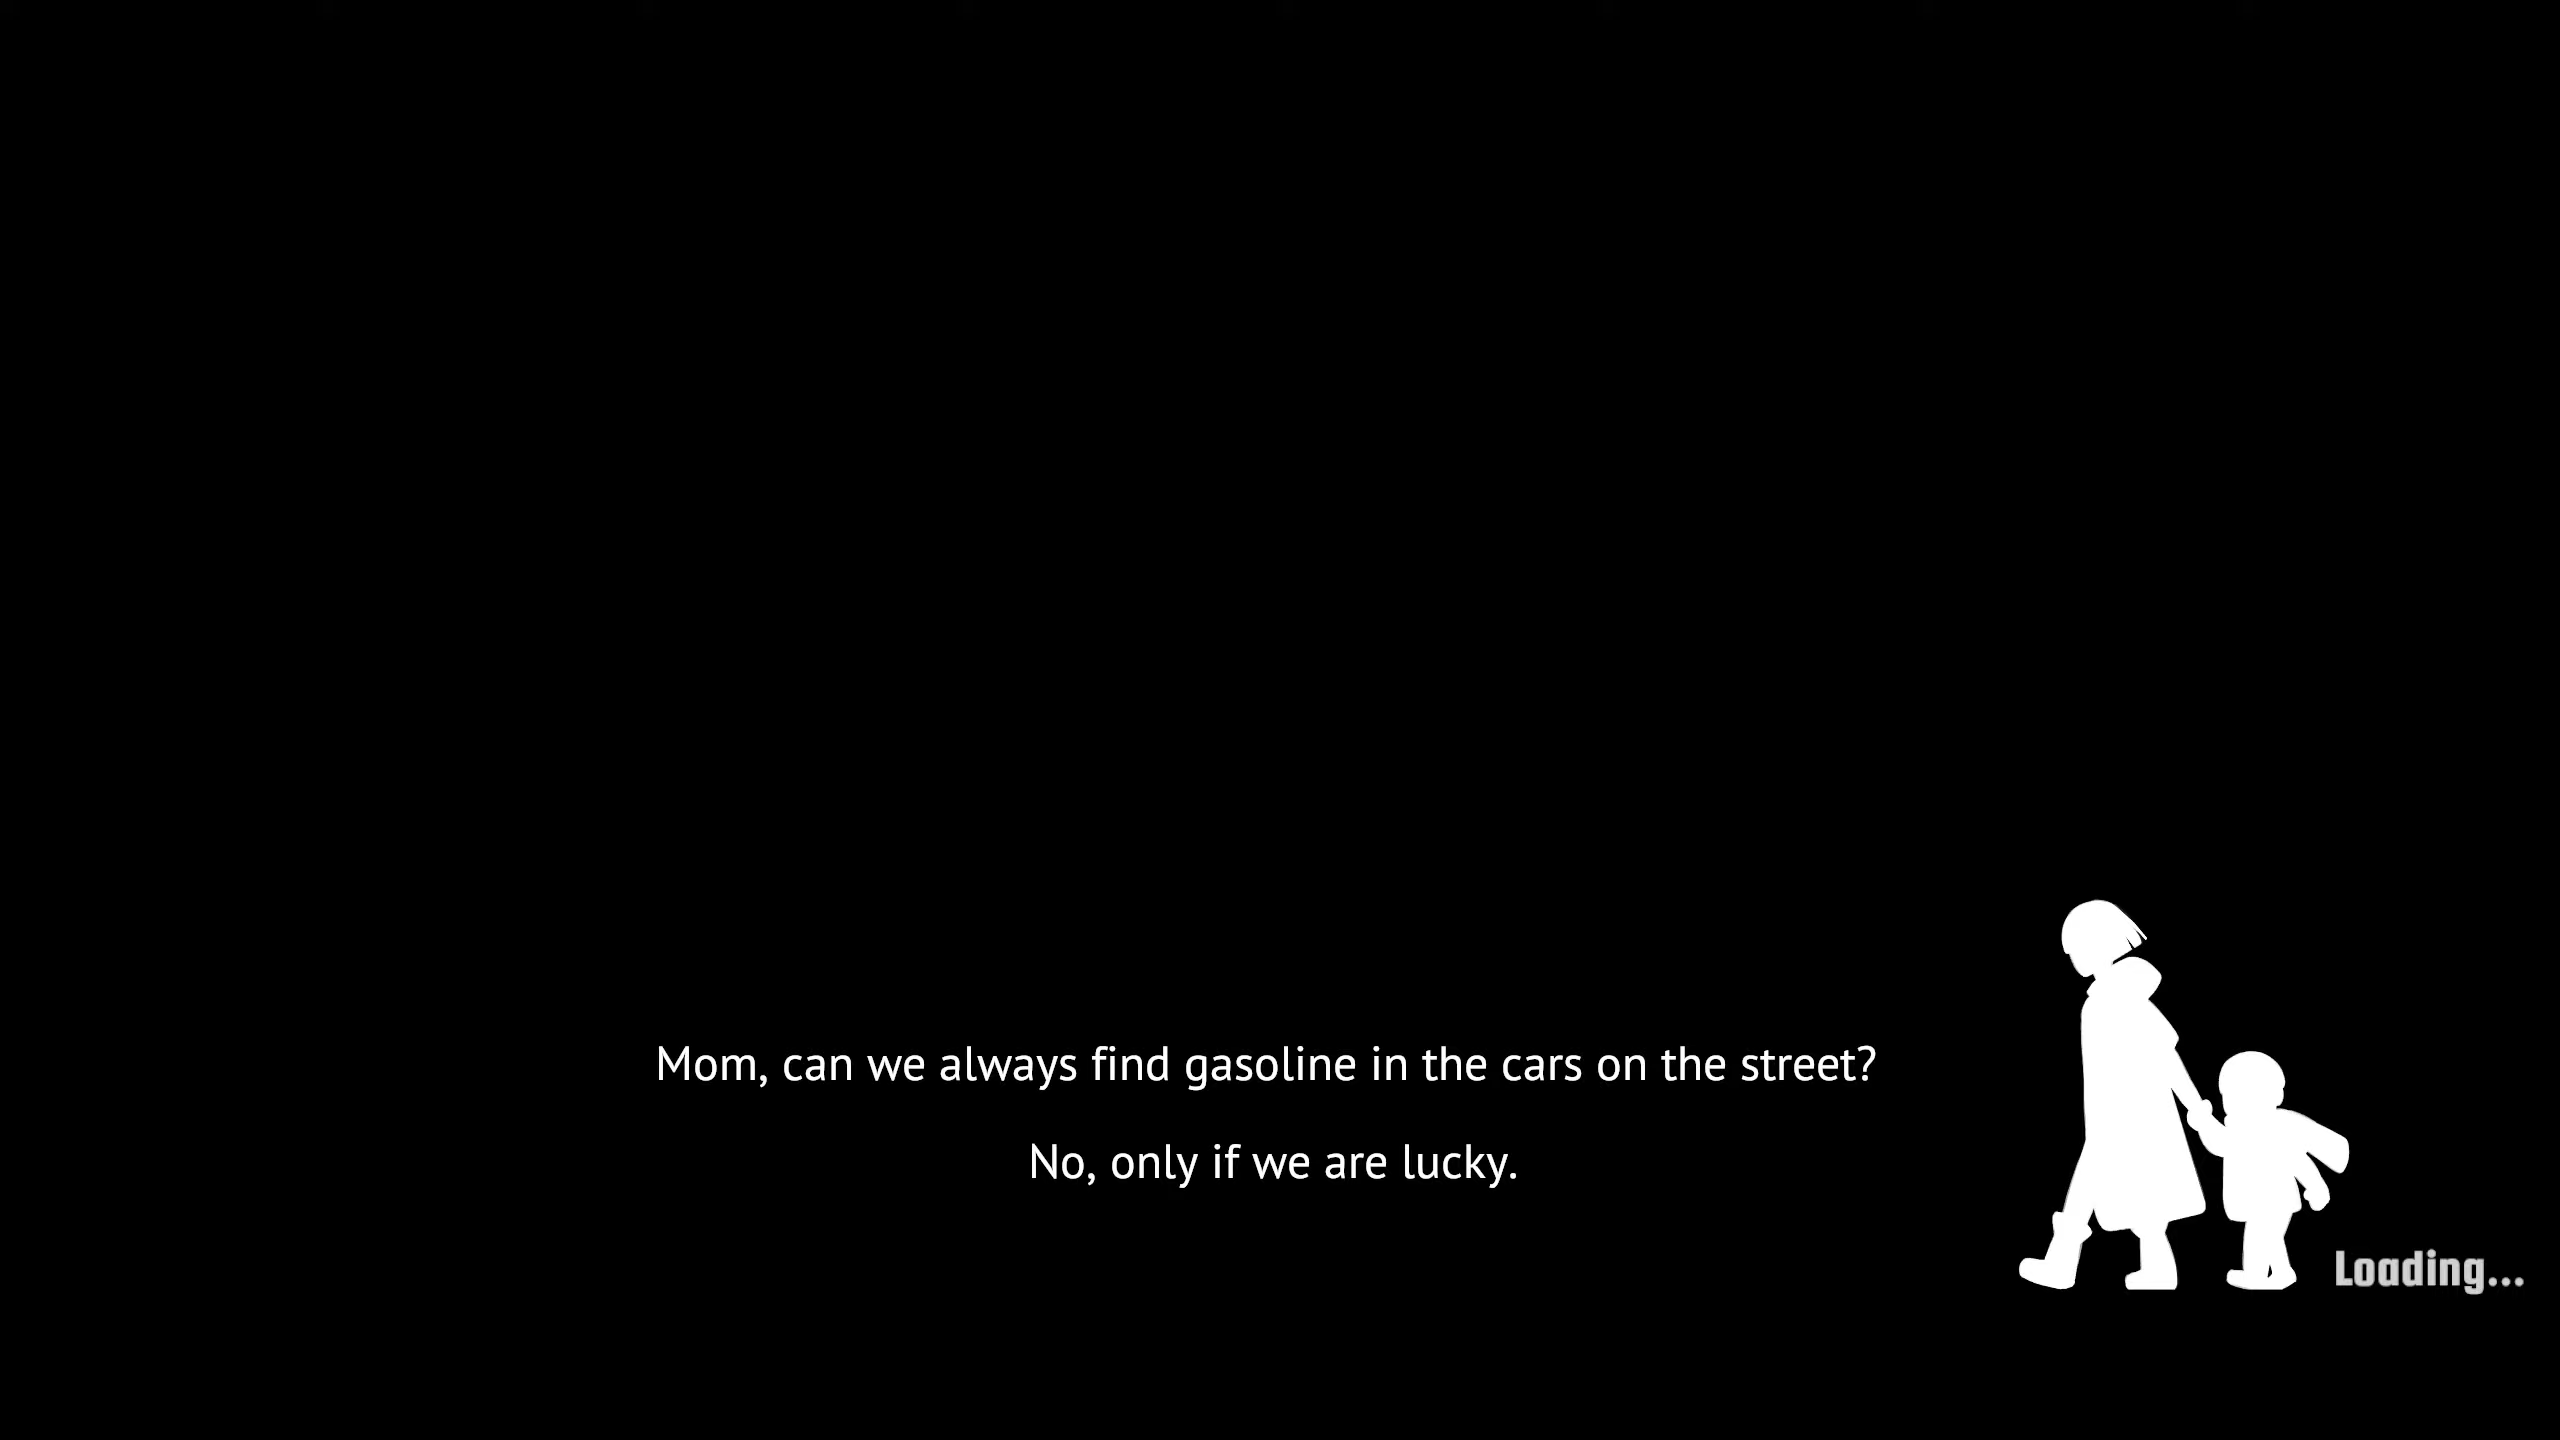 Mom, can we always find gasoline in the cars on the street?
No, only if we are lucky.
Loading...